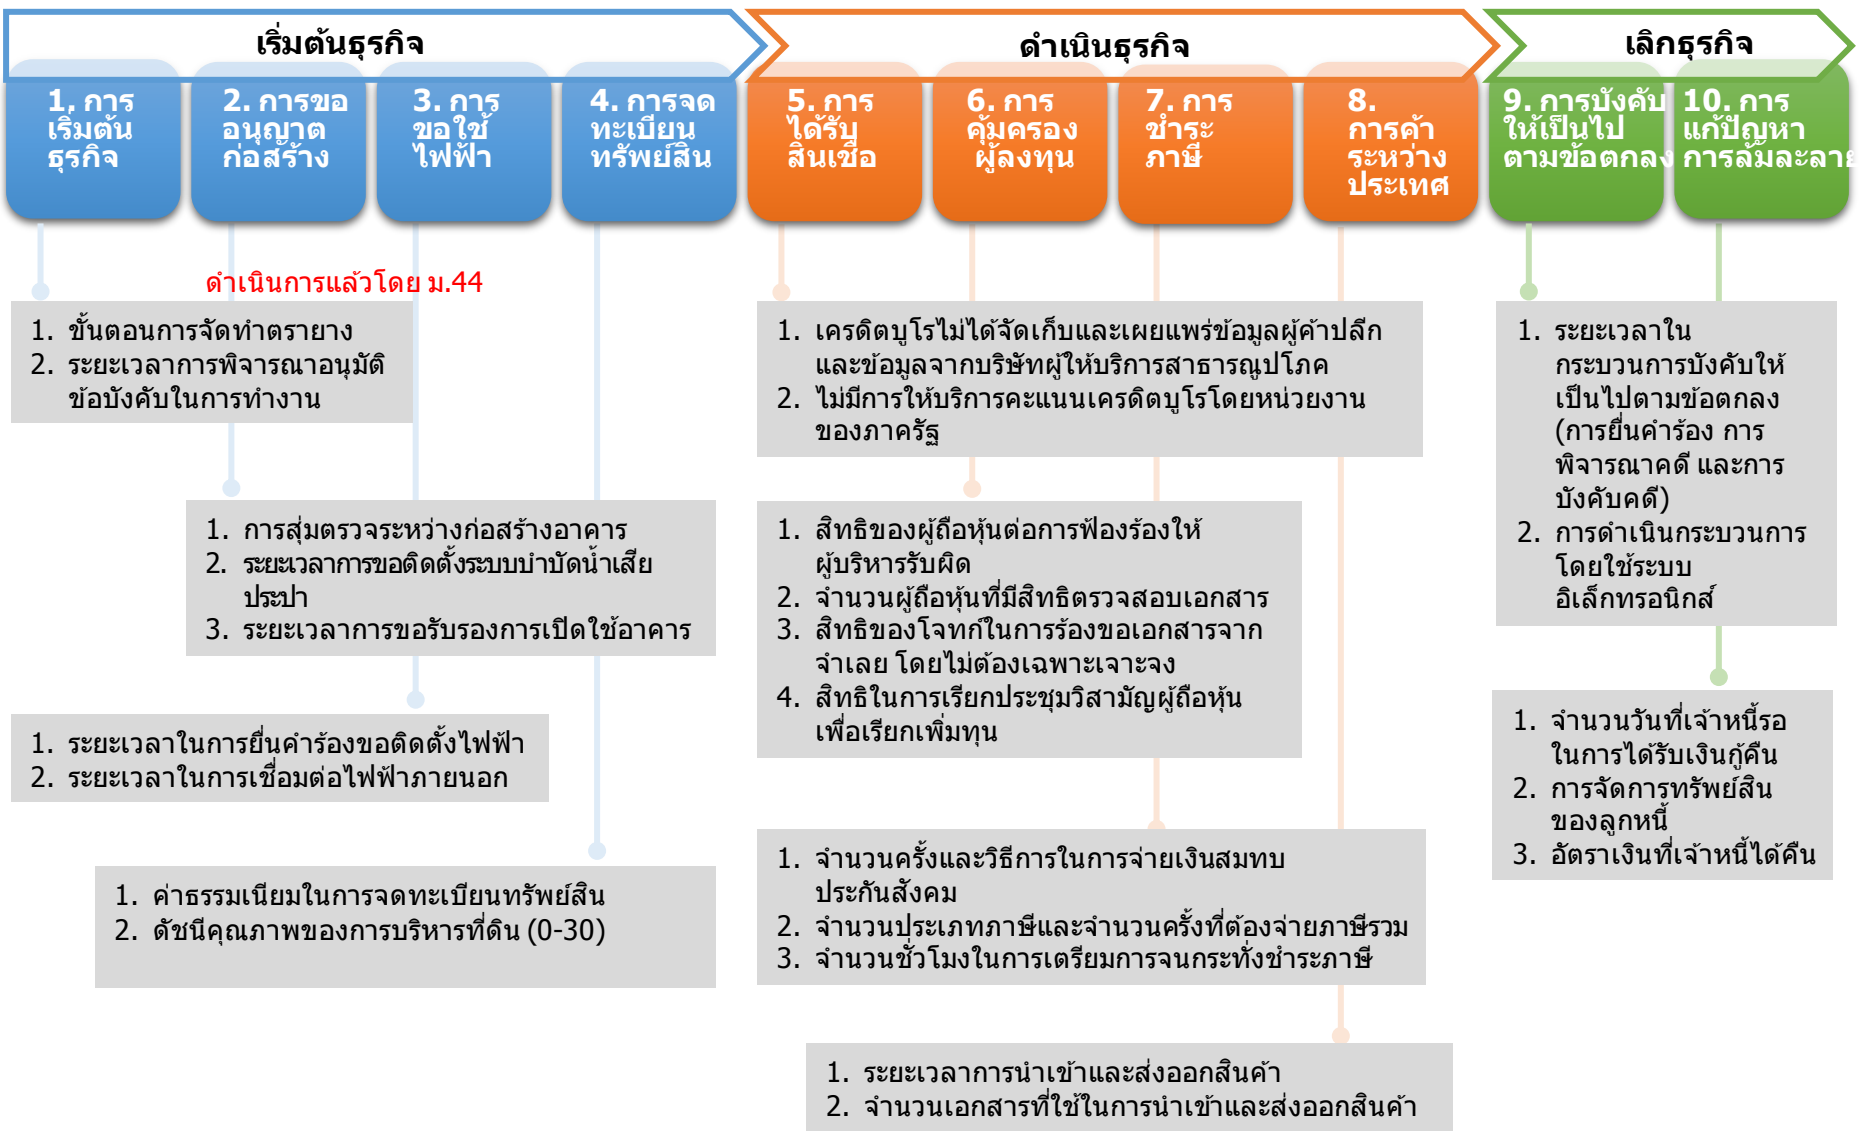 เริ่มต้นธุรกิจ
ดำเนินธุรกิจ
เลิกธุรกิจ
1. การ
เริ่มต้น
ธุรกิจ
2. การขอ
อนุญาต
ก่อสร้าง
3. การ
ขอใช้
ไฟฟ้า
4. การจด
ทะเบียน
ทรัพย์สิน
5. การ
ได้รับ
สินเชื่อ
6. การ
คุ้มครอง
ผู้ลงทุน
7. การ
ชำระ
ภาษี
8.
การค้า
ระหว่าง
ประเทศ
9. การบังคับ
ให้เป็นไป
ตามข้อตกลง
10. การ
แก้ปัญหา
การล้มละลาย
ดำเนินการแล้วโดย ม.44
1. ขั้นตอนการจัดทำตรายาง
2. ระยะเวลาการพิจารณาอนุมัติ
ข้อบังคับในการทำงาน
1. การสุ่มตรวจระหว่างก่อสร้างอาคาร
2. ระยะเวลาการขอติดตั้งระบบบำบัดน้ำเสีย
ประปา
3. ระยะเวลาการขอรับรองการเปิดใช้อาคาร
1. ระยะเวลาในการยื่นคำร้องขอติดตั้งไฟฟ้า
2. ระยะเวลาในการเชื่อมต่อไฟฟ้าภายนอก
1. ค่าธรรมเนียมในการจดทะเบียนทรัพย์สิน
2. ดัชนีคุณภาพของการบริหารที่ดิน (0-30)
1. เครดิตบูโรไม่ได้จัดเก็บและเผยแพร่ข้อมูลผู้ค้าปลีก
และข้อมูลจากบริษัทผู้ให้บริการสาธารณูปโภค
2. ไม่มีการให้บริการคะแนนเครดิตบูโรโดยหน่วยงาน
ของภาครัฐ
1. สิทธิของผู้ถือหุ้นต่อการฟ้องร้องให้
ผู้บริหารรับผิด
2. จำนวนผู้ถือหุ้นที่มีสิทธิตรวจสอบเอกสาร
3. สิทธิของโจทก์ในการร้องขอเอกสารจาก
จำเลย โดยไม่ต้องเฉพาะเจาะจง
4. สิทธิในการเรียกประชุมวิสามัญผู้ถือหุ้น
เพื่อเรียกเพิ่มทุน
1. จำนวนครั้งและวิธีการในการจ่ายเงินสมทบ
ประกันสังคม
2. จำนวนประเภทภาษีและจำนวนครั้งที่ต้องจ่ายภาษีรวม
3. จำนวนชั่วโมงในการเตรียมการจนกระทั่งชำระภาษี
1. ระยะเวลาการนำเข้าและส่งออกสินค้า
2. จำนวนเอกสารที่ใช้ในการนำเข้าและส่งออกสินค้า
1. ระยะเวลาใน
กระบวนการบังคับให้
เป็นไปตามข้อตกลง
(การยื่นคำร้อง การ
พิจารณาคดี และการ
บังคับคดี)
2. การดำเนินกระบวนการ
โดยใช้ระบบ
อิเล็กทรอนิกส์
1. จำนวนวันที่เจ้าหนี้รอ
ในการได้รับเงินกู้คืน
2. การจัดการทรัพย์สิน
ของลูกหนี้
3. อัตราเงินที่เจ้าหนี้ได้คืน